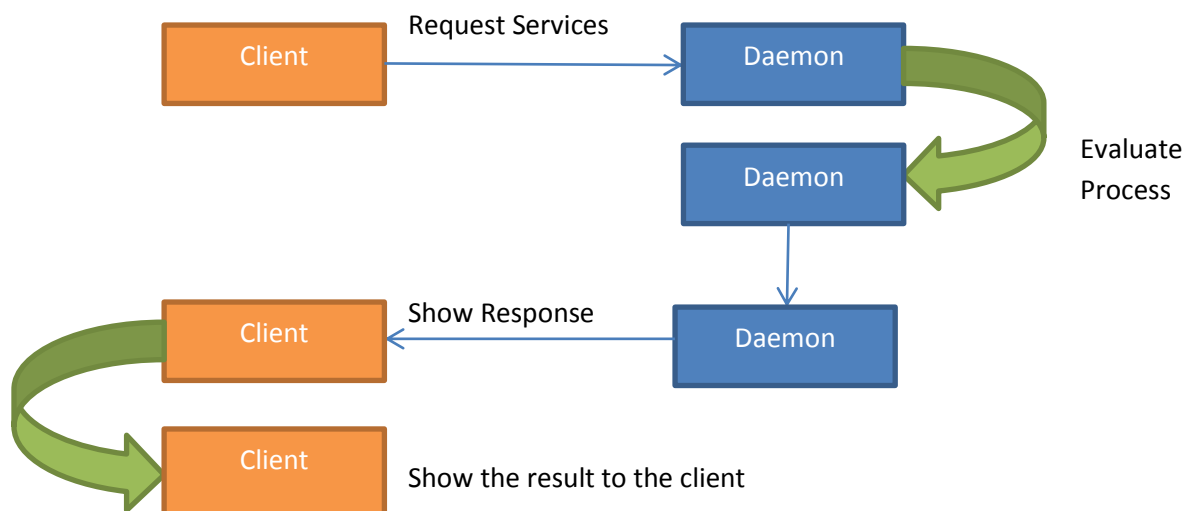 Request Services
Client
Daemon
Daemon
Evaluate
Process
Show Response
Client
Daemon
Client
Show the result to the client